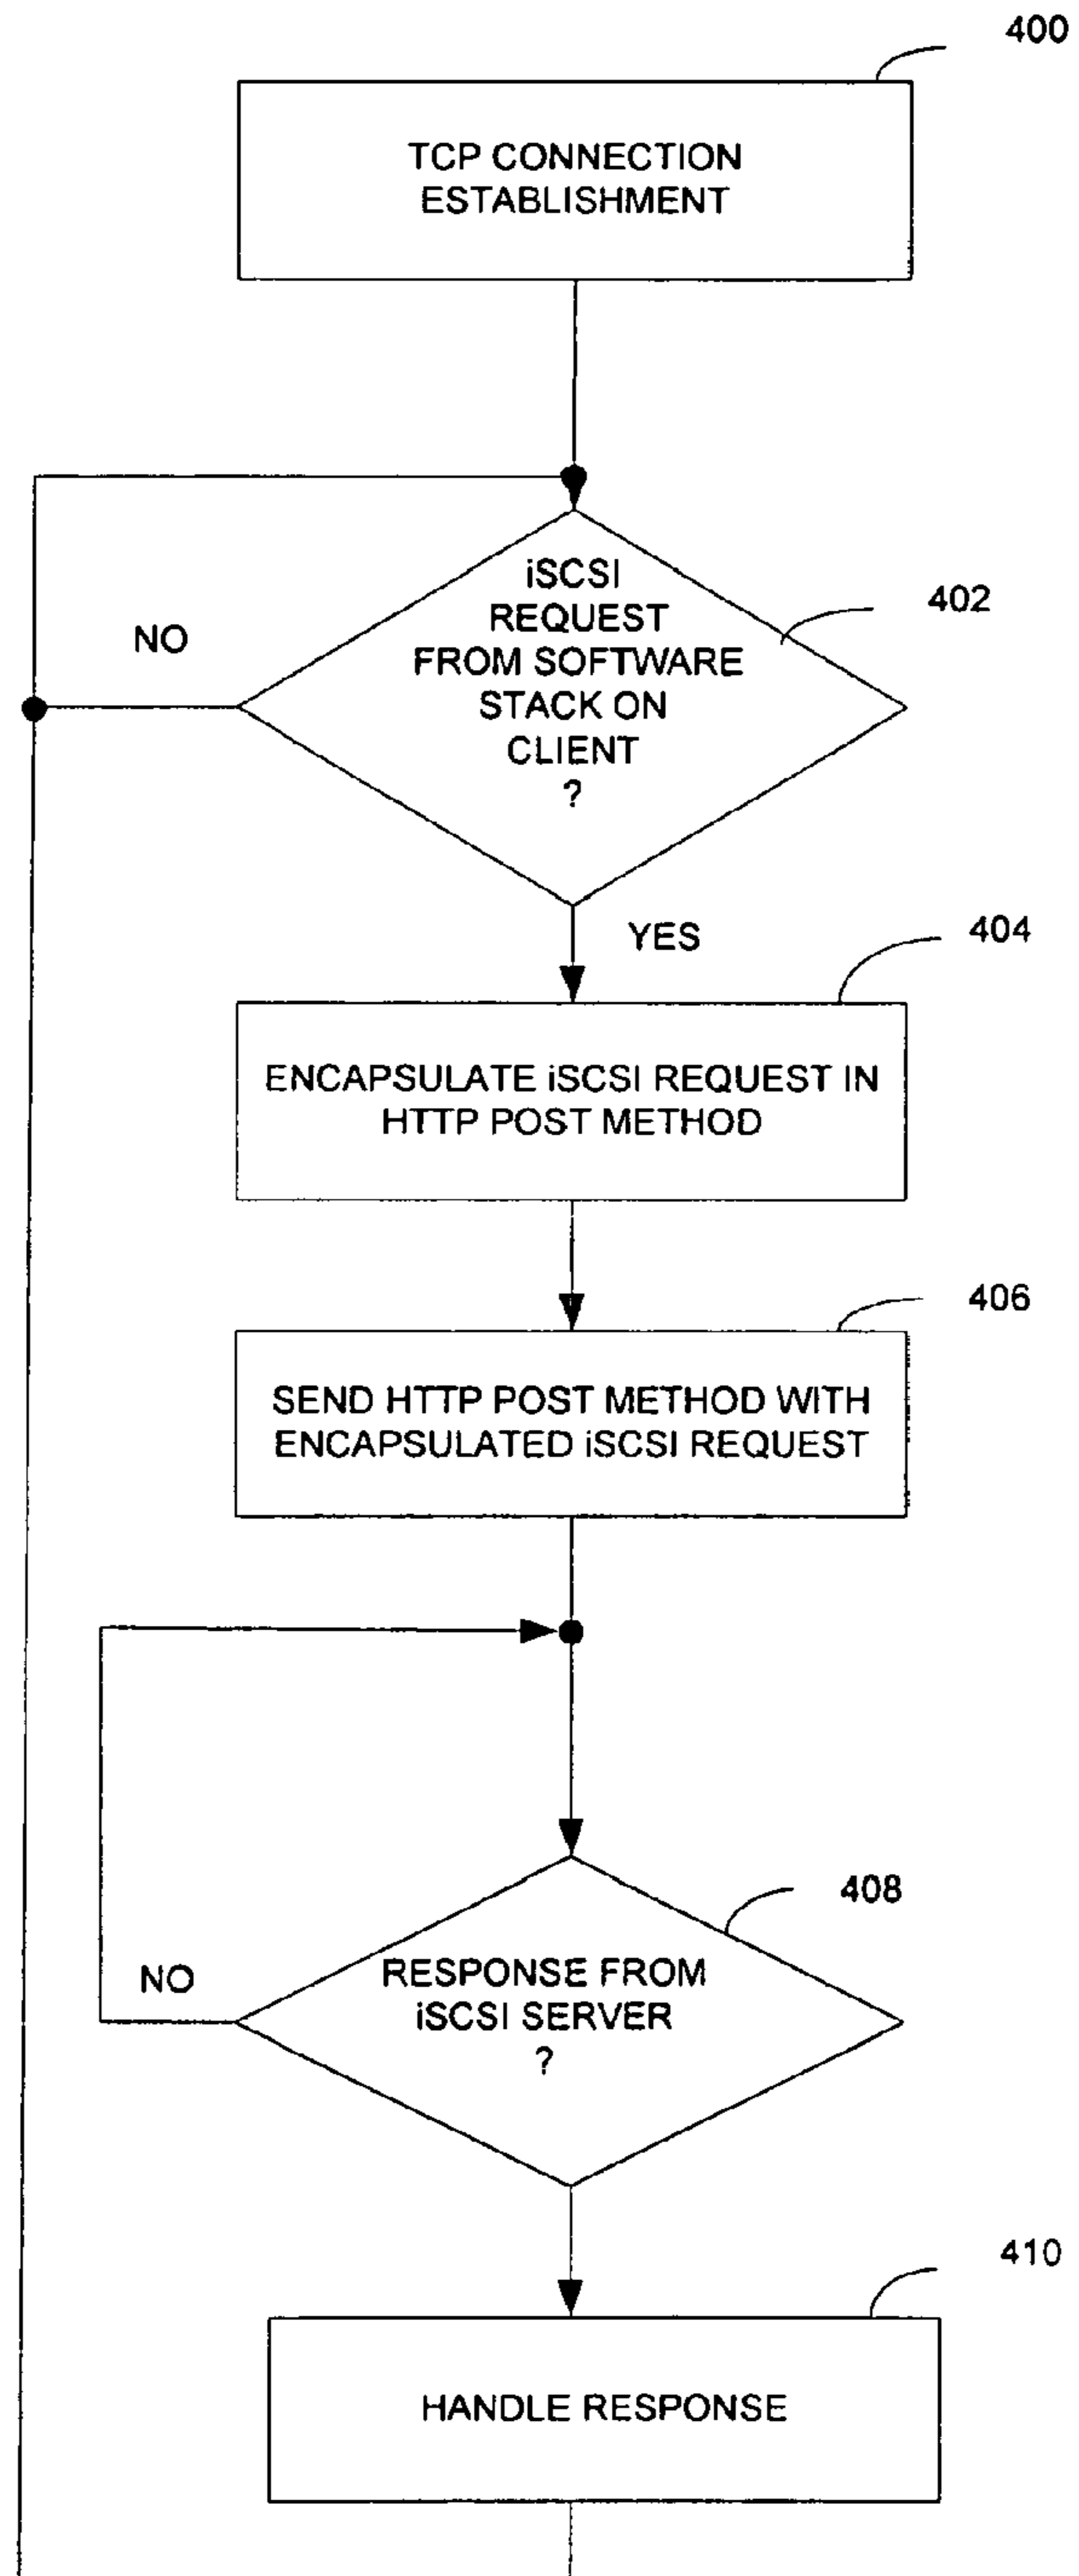 400
TCP CONNECTION
ESTABLISHMENT
iSCSI
REQUEST
FROM SOFTWARE
STACK ON
CLIENT
?
402
NO
YES
404
ENCAPSULATE iSCSI REQUEST IN
HTTP POST METHOD
406
SEND HTTP POST METHOD WITH
ENCAPSULATED iSCSI REQUEST
408
NO
RESPONSE FROM
iSCSI SERVER
?
410
HANDLE RESPONSE